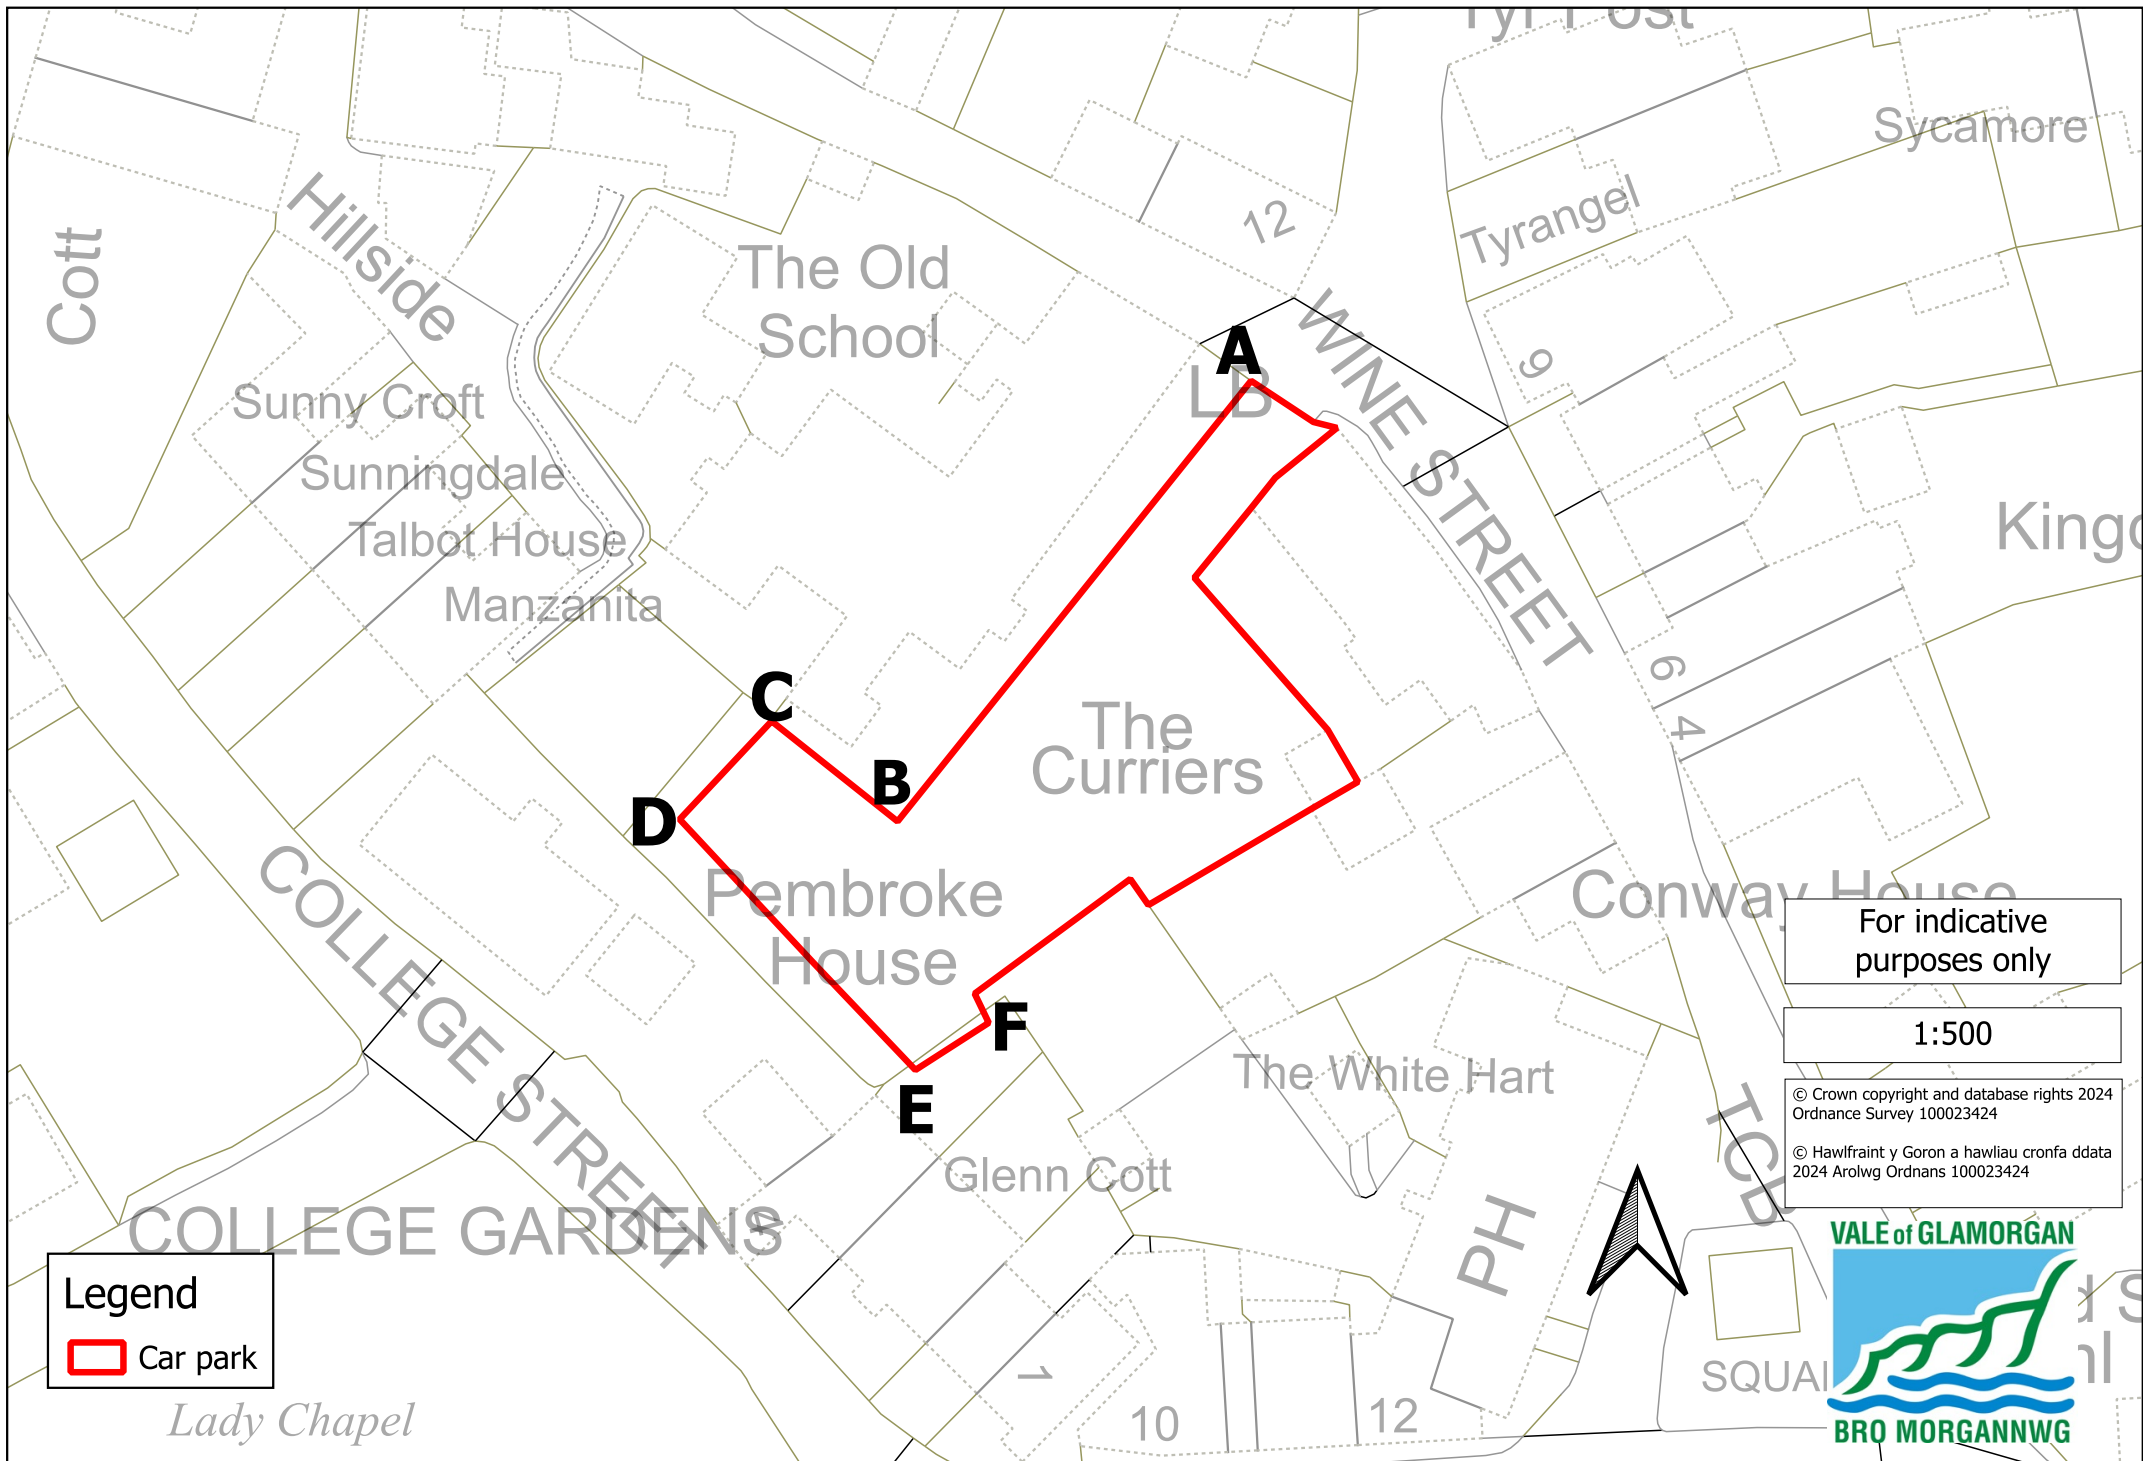 Sycamore
Tyrangel
12
Hillside
Cott
The Old
School
A
LB
WINE STREET
9
Sunny Croft
Sunningdale
Talbot House
Manzanita
6
4
C
B
D
The
Curriers
Pembroke
House
Conway House
COLLEGE STREET
F
E
The White Hart
Glenn Cott
TCB
PH
COLLEGE GARDENS
1
10
12
Lady Chapel
For indicative
purposes only
1:500
© Crown copyright and database rights 2024
Ordnance Survey 100023424
© Hawlfraint y Goron a hawliau cronfa ddata
2024 Arolwg Ordnans 100023424
Legend
Car park
VALE of GLAMORGAN
BRO MORGANNWG